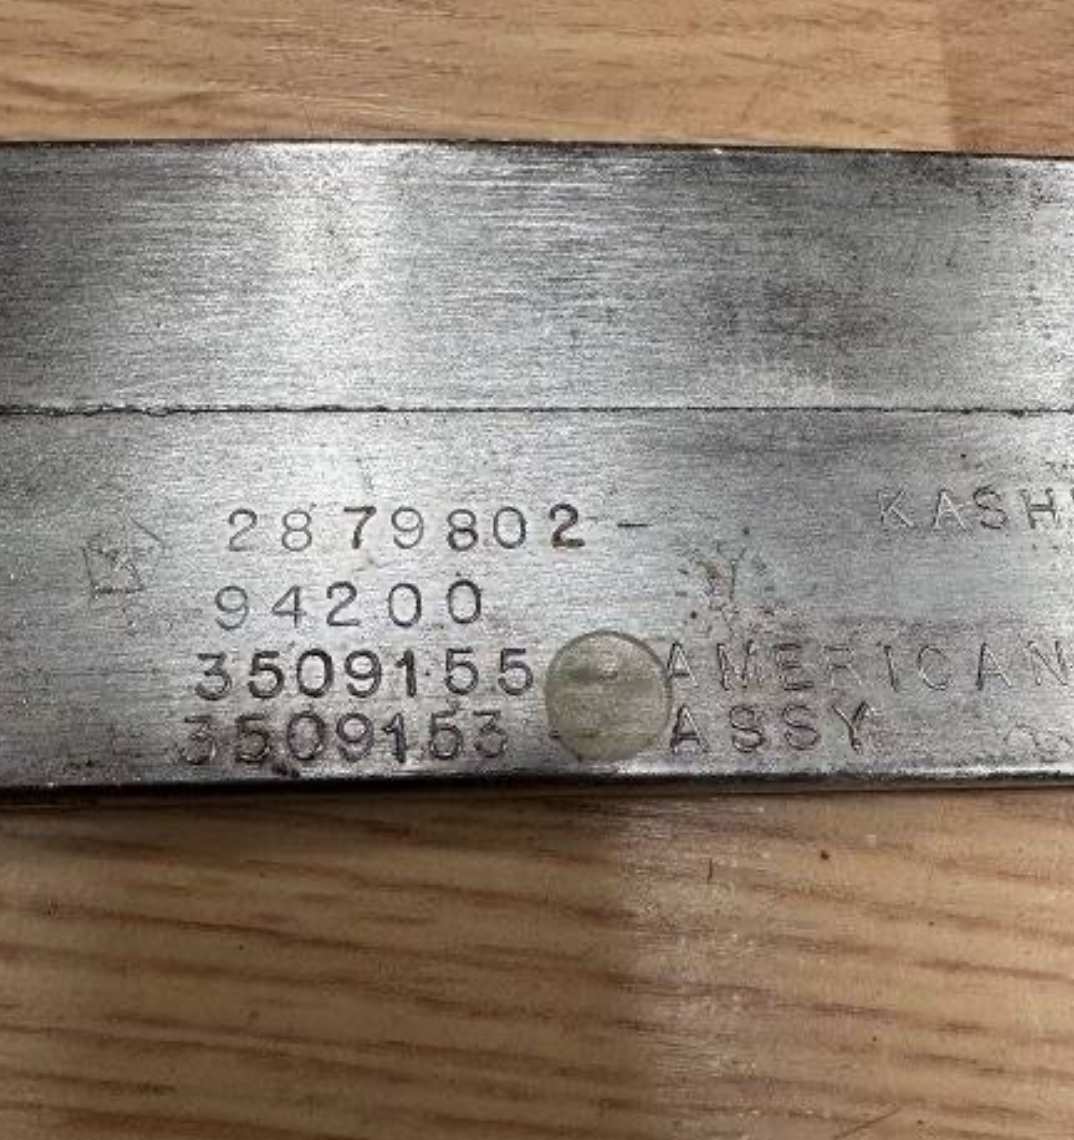 2879802- KASH
94200
3509155 AMERICAN
3509153 - ASSY